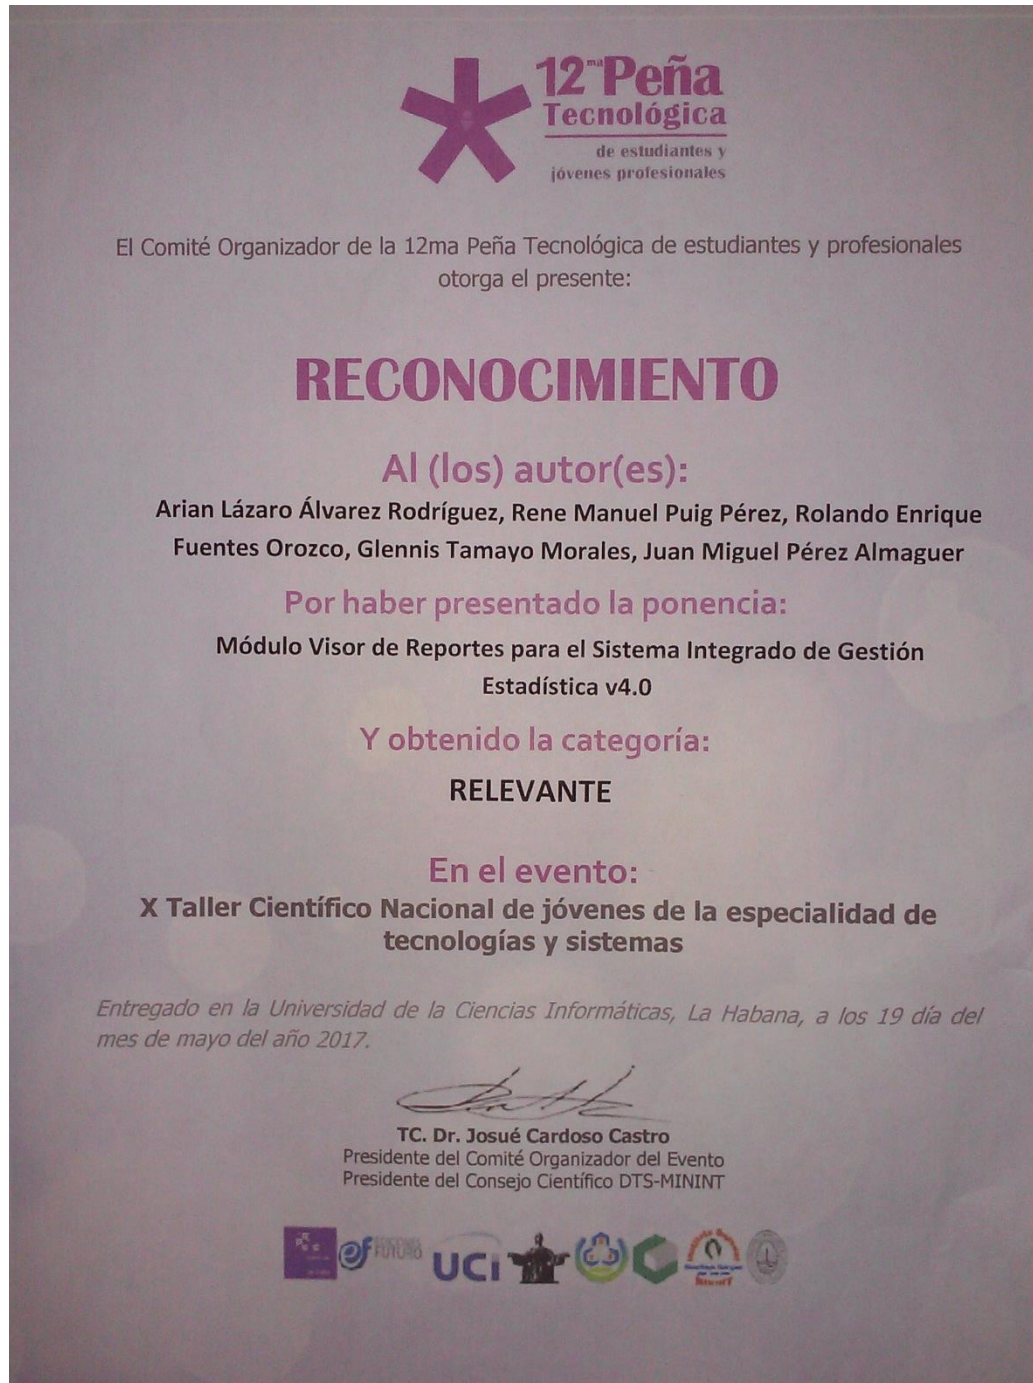 12ma Peña
Tecnológica
de estudiantes y
jóvenes profesionales
El Comité Organizador de la 12ma Peña Tecnológica de estudiantes y profesionales
otorga el presente:
RECONOCIMIENTO
Al (los) autor(es):
Arian Lázaro Álvarez Rodríguez, Rene Manuel Puig Pérez, Rolando Enrique
Fuentes Orozco, Glennis Tamayo Morales, Juan Miguel Pérez Almaguer
Por haber presentado la ponencia:
Módulo Visor de Reportes para el Sistema Integrado de Gestión
Estadística v4.0
Y obtenido la categoría:
RELEVANTE
En el evento:
X Taller Científico Nacional de jóvenes de la especialidad de
tecnologías y sistemas
Entregado en la Universidad de la Ciencias Informáticas, La Habana, a los 19 día del
mes de mayo del año 2017.
TC. Dr. Josué Cardoso Castro
Presidente del Comité Organizador del Evento
Presidente del Consejo Científico DTS-MININT
FUTURO
UCi